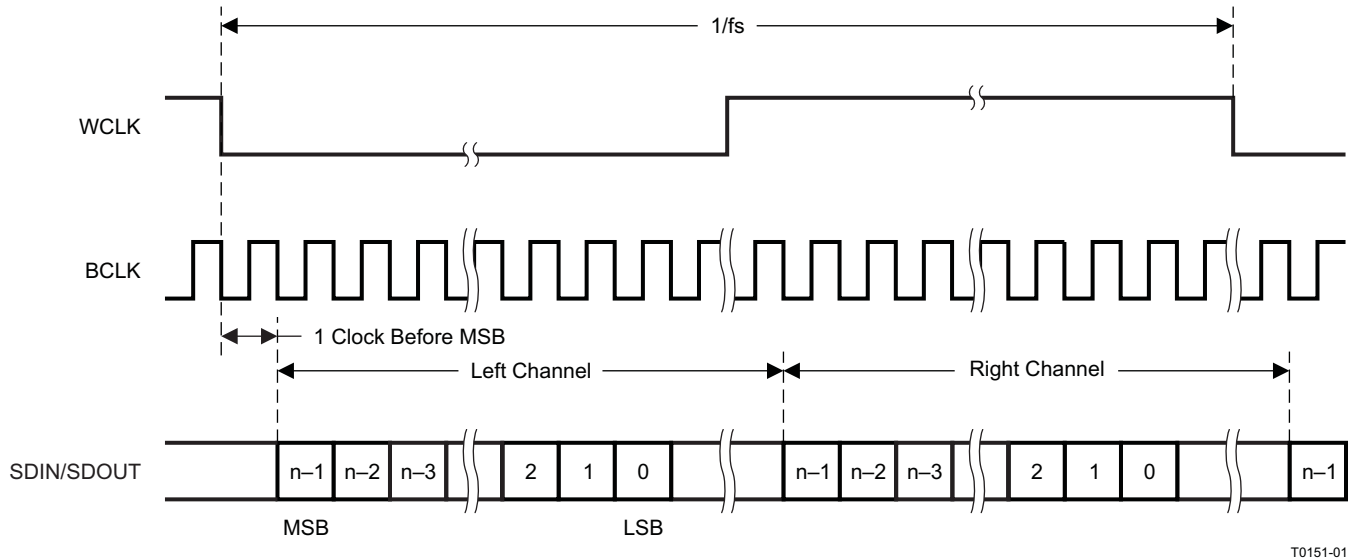 1/fs
WCLK
BCLK
1 Clock Before MSB
Left Channel
Right Channel
SDIN/SDOUT
n–1 n–2 n–3 2 1 0 n–1 n–2 n–3 2 1 0 n–1
MSB LSB
T0151-01